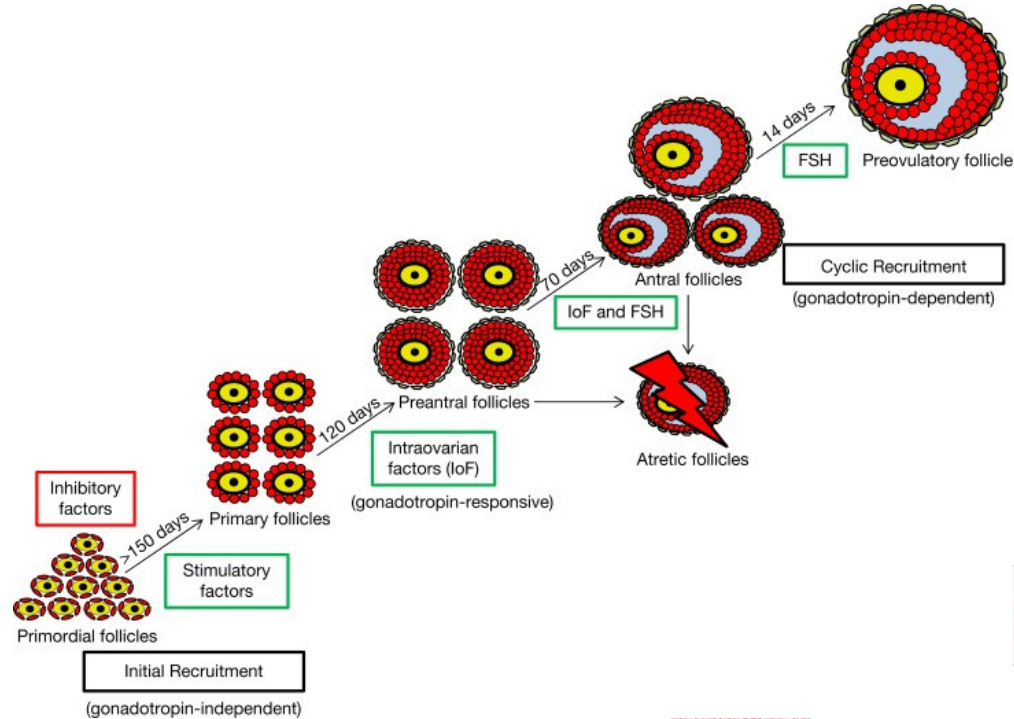 14 days
FSH
Preovulatory follicle
Cyclic Recruitment
(gonadotropin-dependent)
Antral follicles
70 days
IoF and FSH
Preantral follicles
Atretic follicles
120 days
Intraovarian
factors (IoF)
(gonadotropin-responsive)
Primary follicles
Inhibitory
factors
>150 days
Stimulatory
factors
Primordial follicles
Initial Recruitment
(gonadotropin-independent)